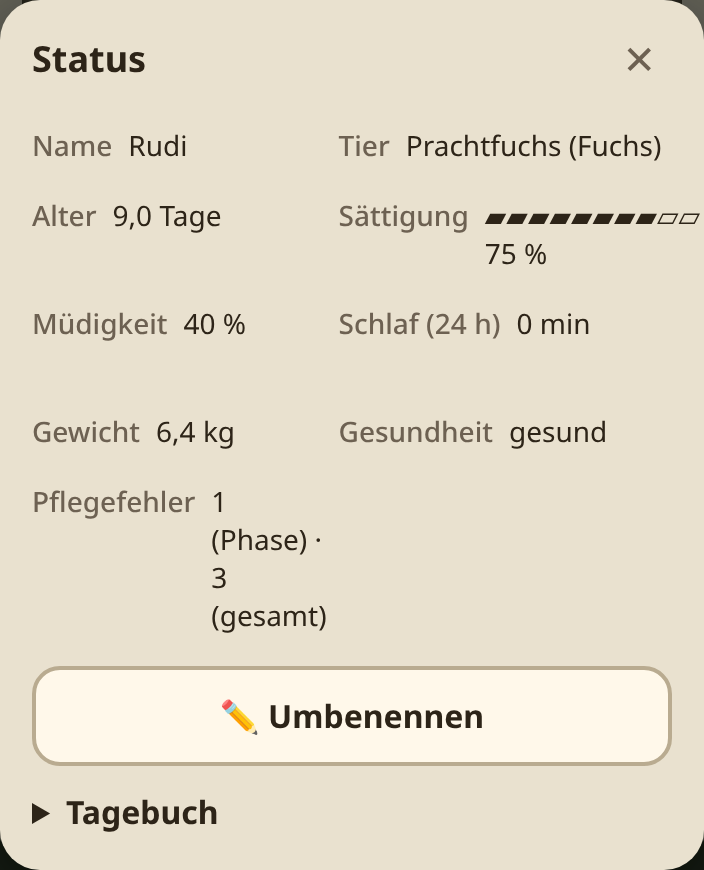 Status ✕
Name Rudi Tier Prachtfuchs (Fuchs)
Alter 9,0 Tage Sättigung ▰▰▰▰▰▰▰▰▱▱
75 %
Müdigkeit 40 % Schlaf (24 h) 0 min
Gewicht 6,4 kg Gesundheit gesund
Pflegefehler 1
(Phase) ·
3
(gesamt)
✏️ Umbenennen
▶ Tagebuch